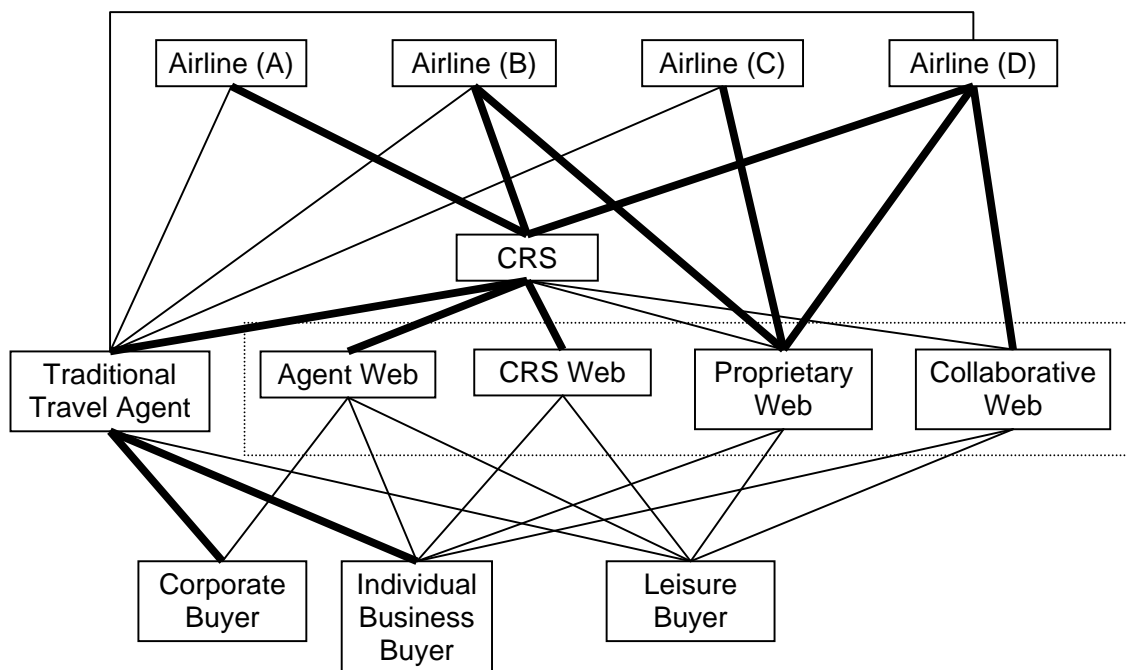 Airline (A)
Airline (B)
Airline (C)
Airline (D)
CRS
Traditional
Travel Agent
Agent Web
CRS Web
Proprietary
Web
Collaborative
Web
Corporate
Buyer
Individual
Business
Buyer
Leisure
Buyer